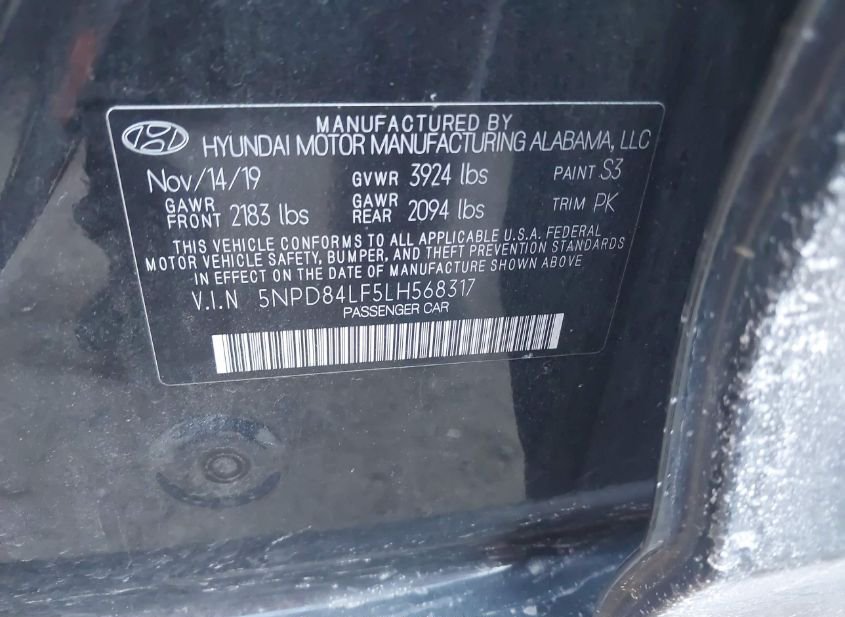 MANUFACTURED BY
HYUNDAI MOTOR MANUFACTURING ALABAMA, LLC
Nov/14/19 GVWR 3924 lbs PAINT S3
GAWR FRONT 2183 lbs GAWR REAR 2094 lbs TRIM PK
THIS VEHICLE CONFORMS TO ALL APPLICABLE U.S.A. FEDERAL
MOTOR VEHICLE SAFETY, BUMPER, AND THEFT PREVENTION STANDARDS
IN EFFECT ON THE DATE OF MANUFACTURE SHOWN ABOVE
V.I.N 5NPD84LF5LH568317
PASSENGER CAR